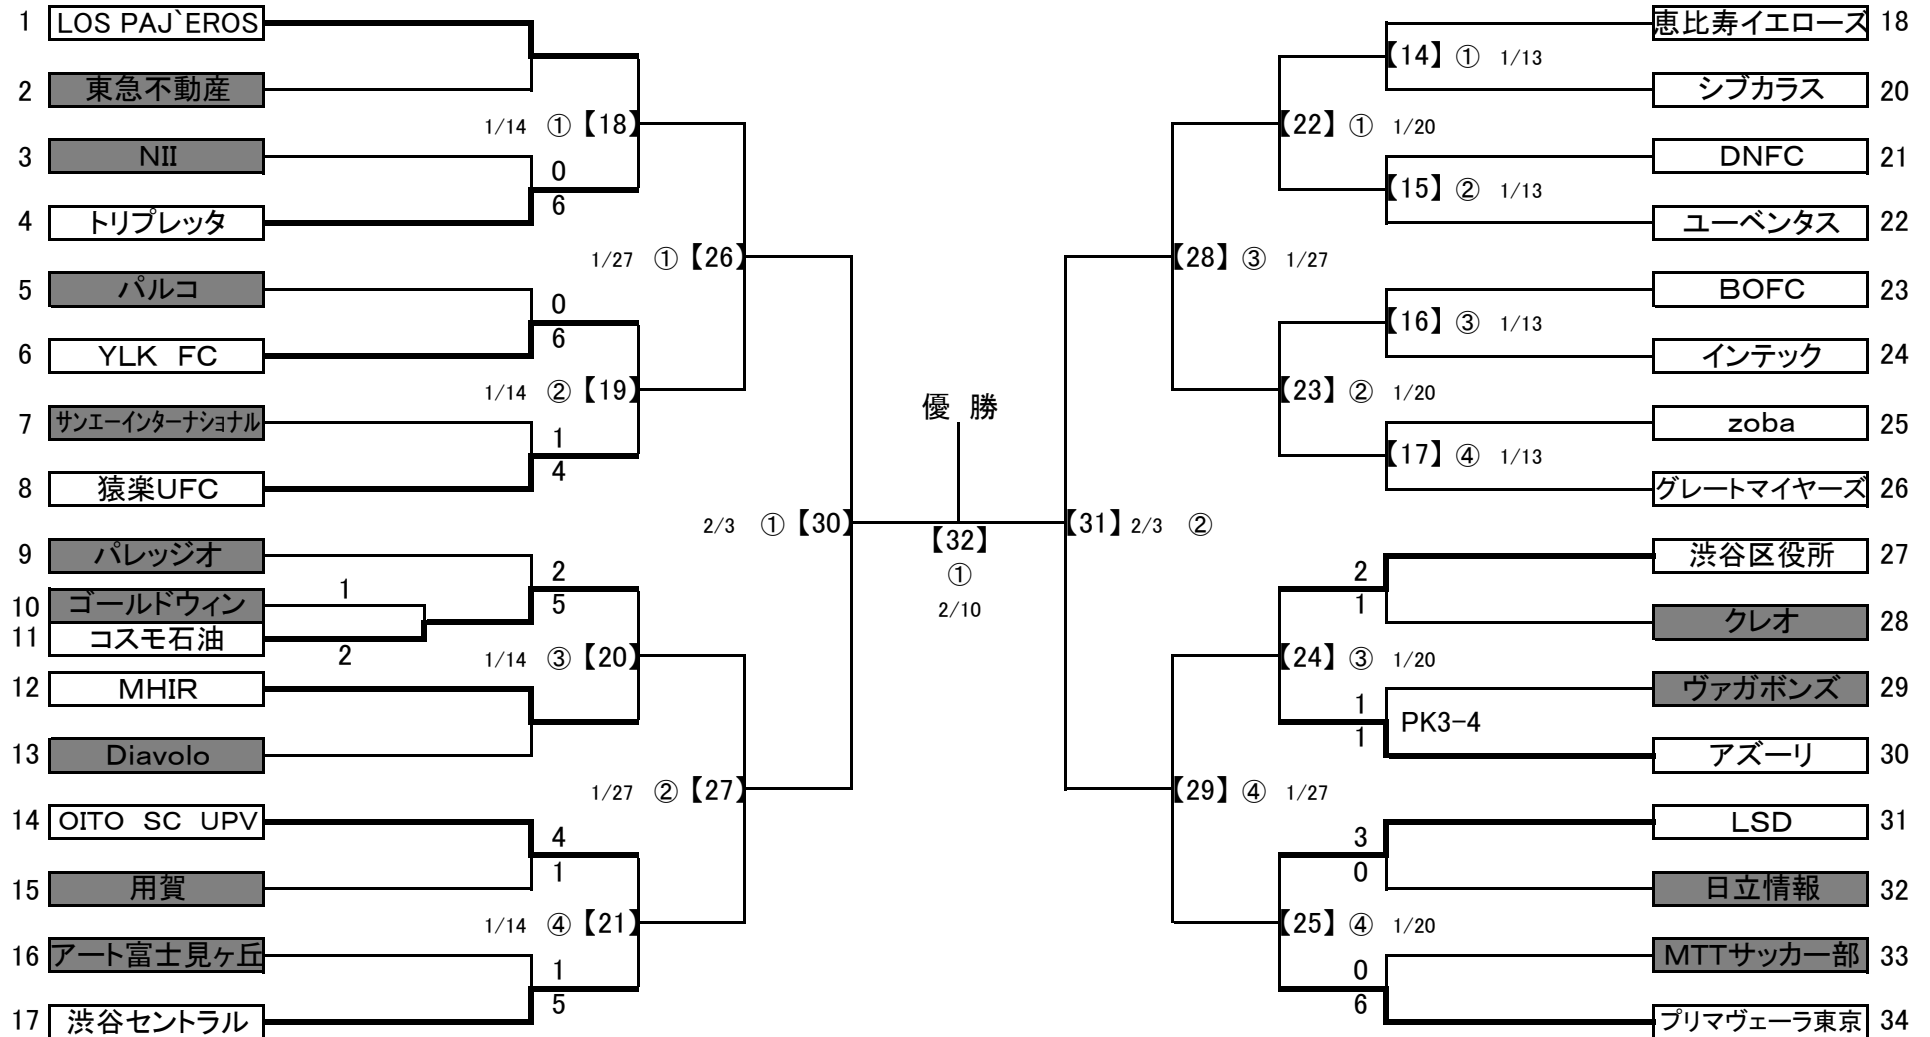 1 LOS PAJ`EROS
2 東急不動産
1/14 ① 【18】
3 NII
0
6
4 トリプレッタ
1/27 ① 【26】
5 パルコ
0
6
6 YLK FC
1/14 ② 【19】
7 サンエーインターナショナル
1
4
8 猿楽UFC
2/3 ① 【30】
9 パレッジオ
2
5
10 ゴールドウィン
1
11 コスモ石油
2
1/14 ③ 【20】
12 MHIR
13 Diavolo
1/27 ② 【27】
14 OITO SC UPV
4
1
15 用賀
1/14 ④ 【21】
16 アート富士見ヶ丘
1
5
17 渋谷セントラル
優 勝
【32】
①
2/10
恵比寿イエローズ 18
【14】 ① 1/13
シブカラス 20
【22】 ① 1/20
DNFC 21
【15】 ② 1/13
ユーベンタス 22
【28】 ③ 1/27
BOFC 23
【16】 ③ 1/13
インテック 24
【23】 ② 1/20
zoba 25
【17】 ④ 1/13
グレートマイヤーズ 26
【31】 2/3 ②
渋谷区役所 27
2
1
クレオ 28
【24】 ③ 1/20
ヴァガボンズ 29
1
1
PK3-4
アズーリ 30
【29】 ④ 1/27
LSD 31
3
0
日立情報 32
【25】 ④ 1/20
MTTサッカー部 33
0
6
プリマヴェーラ東京 34